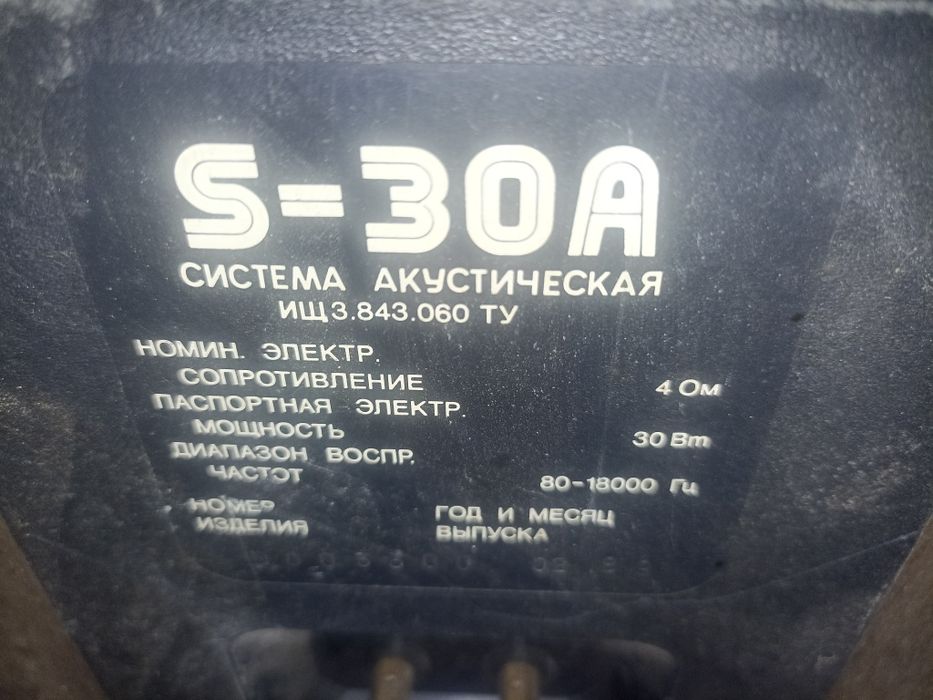 S-30A
СИСТЕМА АКУСТИЧЕСКАЯ
ИЩ3.843.060 ТУ
НОМИН. ЭЛЕКТР.
СОПРОТИВЛЕНИЕ 4 Ом
ПАСПОРТНАЯ ЭЛЕКТР.
МОЩНОСТЬ 30 Вт
ДИАПАЗОН ВОСПР.
ЧАСТОТ 80-18000 Гц
НОМЕР ГОД И МЕСЯЦ
ИЗДЕЛИЯ ВЫПУСКА